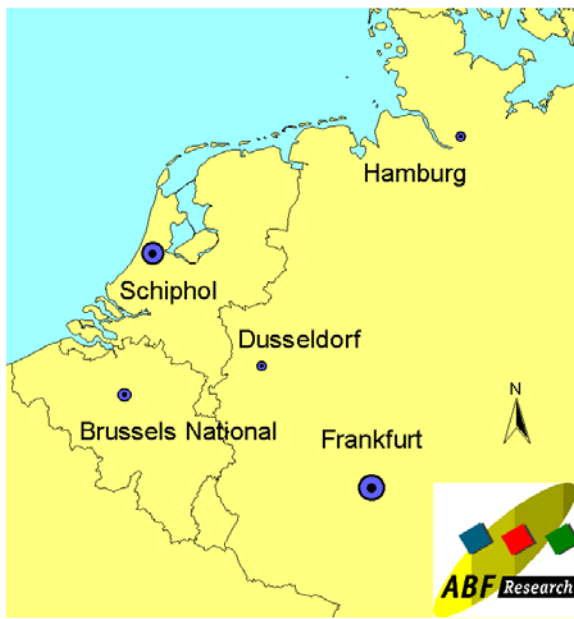 Hamburg
Schiphol
Dusseldorf
Brussels National
Frankfurt
N
ABF Research